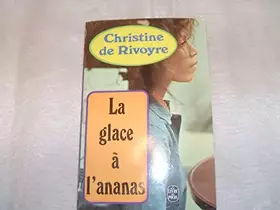 Christine
de Rivoyre
La
glace
à
l'ananas